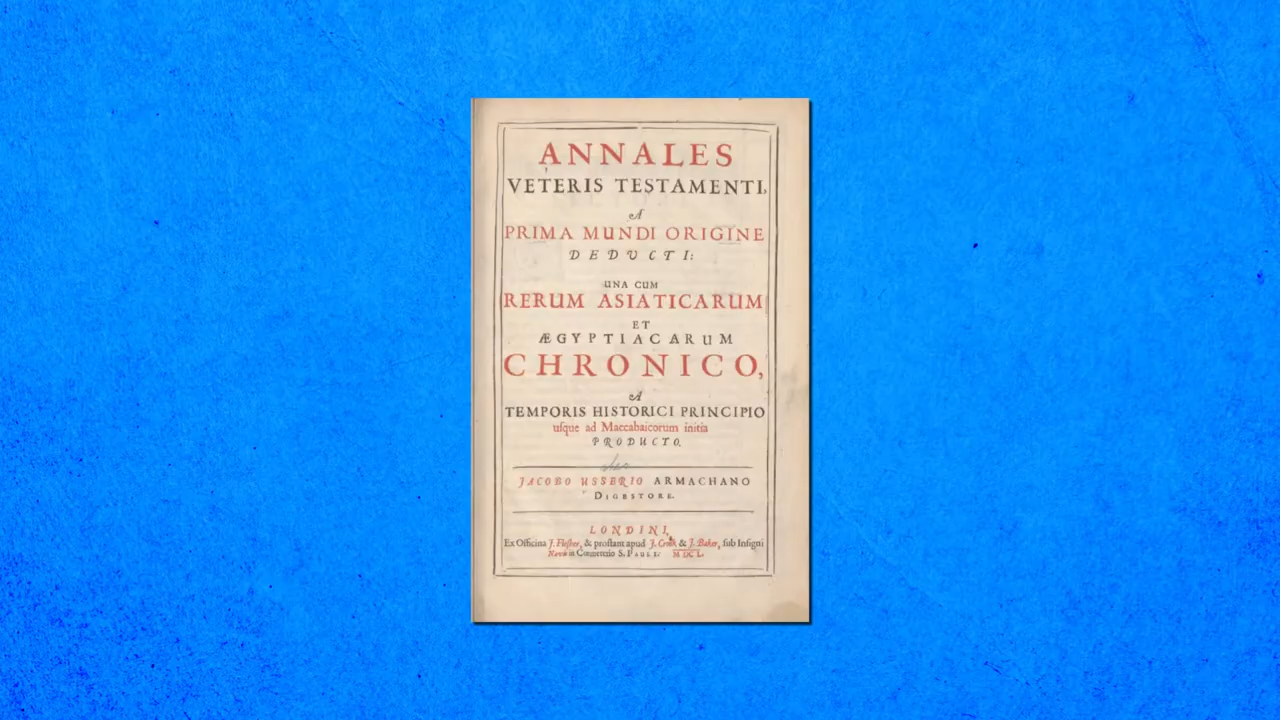 ANNALES
VETERIS TESTAMENTI,
A
PRIMA MUNDI ORIGINE
DEDUCTI:
UNA CUM
RERUM ASIATICARUM
ET
ÆGYPTIACARUM
CHRONICO,
A
TEMPORIS HISTORICI PRINCIPIO
uſque ad Maccabaicorum initia
PRODUCTO.
JACOBO USSERIO ARMACHANO
DIGESTORE.
LONDINI,
Ex Officina J. Fleſher, & proſtant apud J. Crook & J. Baker, ſub Inſigni
Navis in Cœmeterio S. PAULI. MDCL.